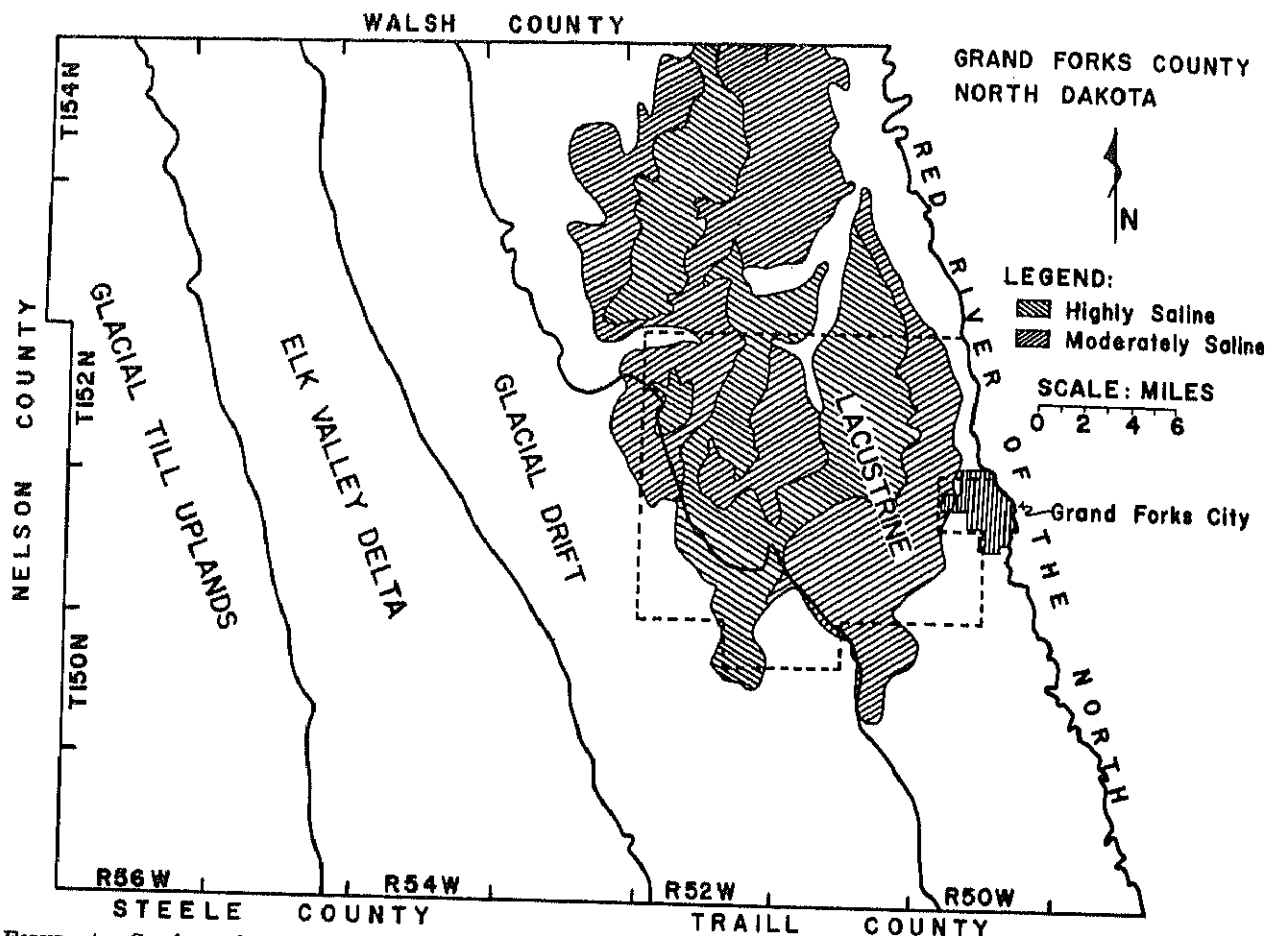 WALSH COUNTY
GRAND FORKS COUNTY
NORTH DAKOTA
N
T154N
T152N
T150N
NELSON COUNTY
RED RIVER OF THE NORTH
LEGEND:
Highly Saline
Moderately Saline
SCALE: MILES
0 2 4 6
GLACIAL TILL UPLANDS
ELK VALLEY DELTA
GLACIAL DRIFT
LACUSTRINE
Grand Forks City
R56W R54W R52W R50W
STEELE COUNTY TRAILL COUNTY